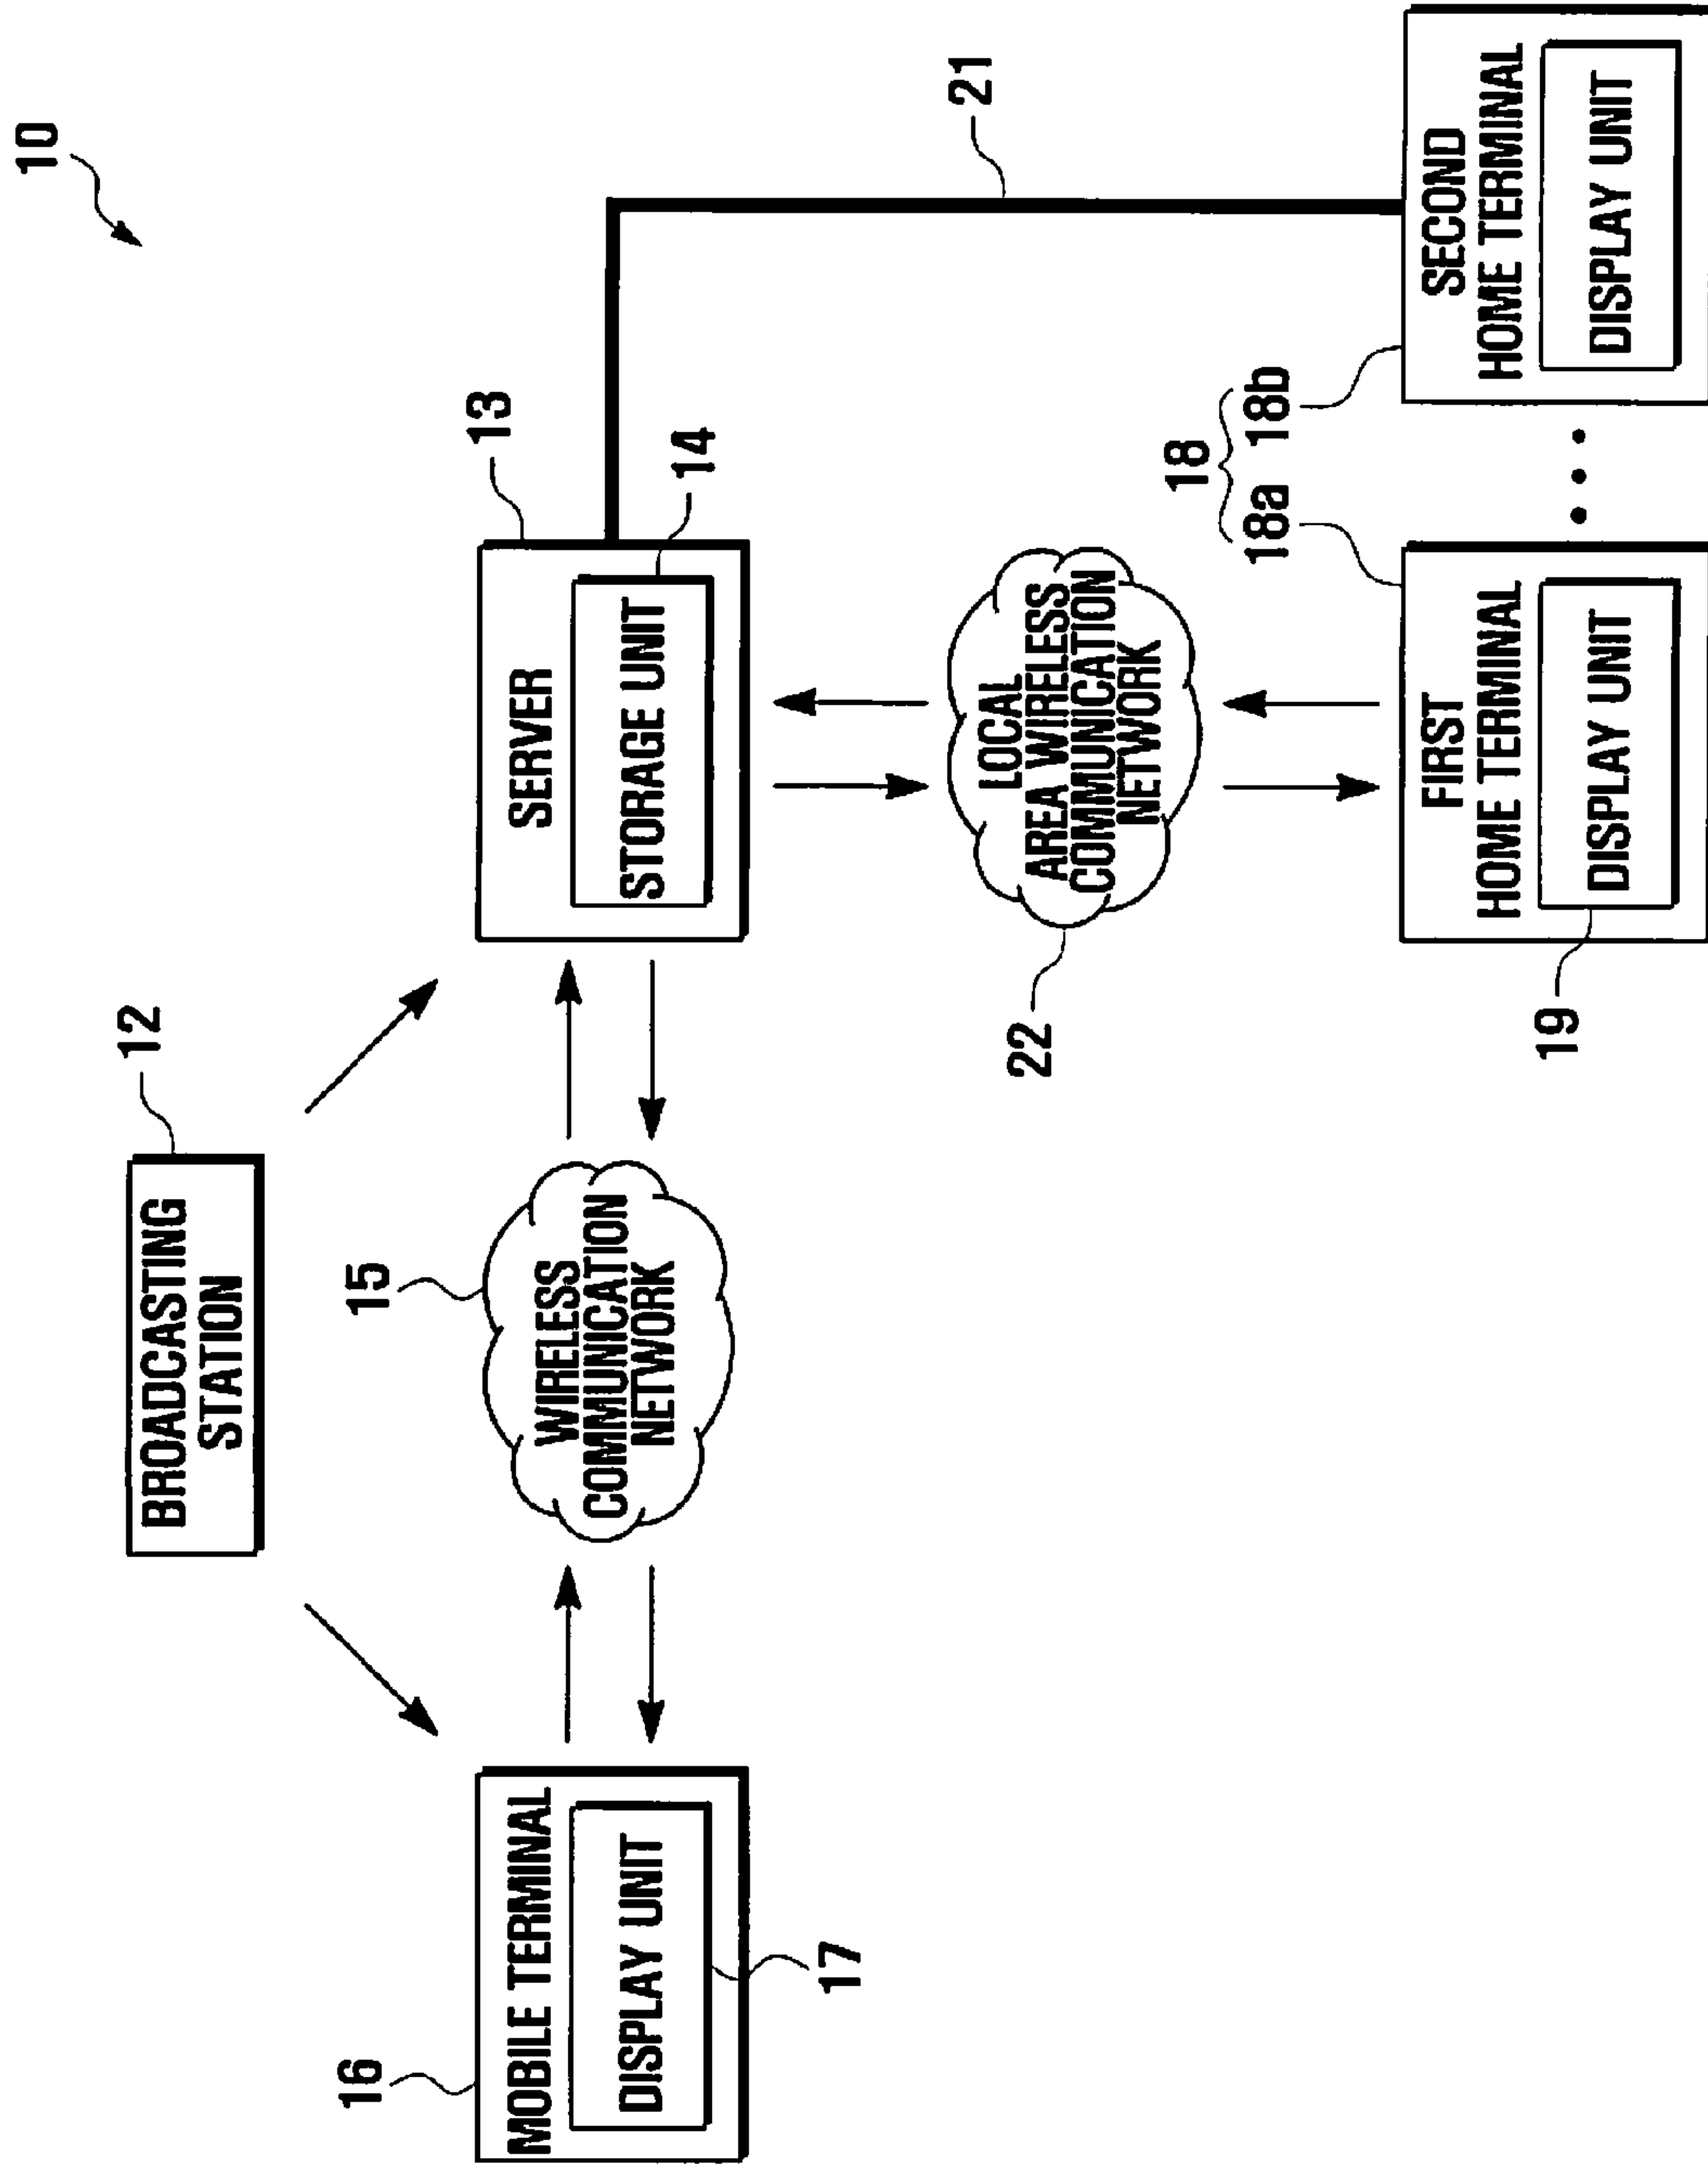 10
BROADCASTING
STATION
12
16
MOBILE TERMINAL
DISPLAY UNIT
17
15
WIRELESS
COMMUNICATION
NETWORK
13
SERVER
STORAGE UNIT
14
21
22
LOCAL
AREA WIRELESS
COMMUNICATION
NETWORK
18
18a 18b
FIRST
HOME TERMINAL
DISPLAY UNIT
19
SECOND
HOME TERMINAL
DISPLAY UNIT